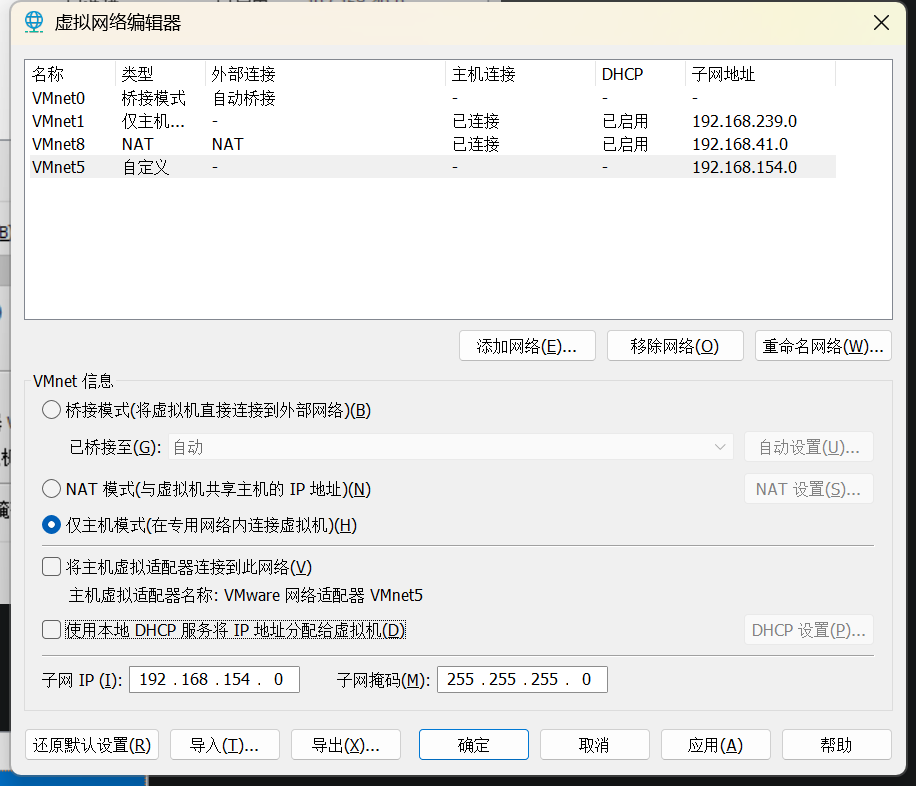 虚拟网络编辑器
名称 类型 外部连接 主机连接 DHCP 子网地址
VMnet0 桥接模式 自动桥接 - - -
VMnet1 仅主机... - 已连接 已启用 192.168.239.0
VMnet8 NAT NAT 已连接 已启用 192.168.41.0
VMnet5 自定义 - - - 192.168.154.0
添加网络(E)... 移除网络(O) 重命名网络(W)...
VMnet 信息
桥接模式(将虚拟机直接连接到外部网络)(B)
已桥接至(G): 自动 自动设置(U)...
NAT 模式(与虚拟机共享主机的 IP 地址)(N) NAT 设置(S)...
仅主机模式(在专用网络内连接虚拟机)(H)
将主机虚拟适配器连接到此网络(V)
主机虚拟适配器名称: VMware 网络适配器 VMnet5
使用本地 DHCP 服务将 IP 地址分配给虚拟机(D) DHCP 设置(P)...
子网 IP (I): 192 . 168 . 154 . 0 子网掩码(M): 255 . 255 . 255 . 0
还原默认设置(R) 导入(T)... 导出(X)... 确定 取消 应用(A) 帮助